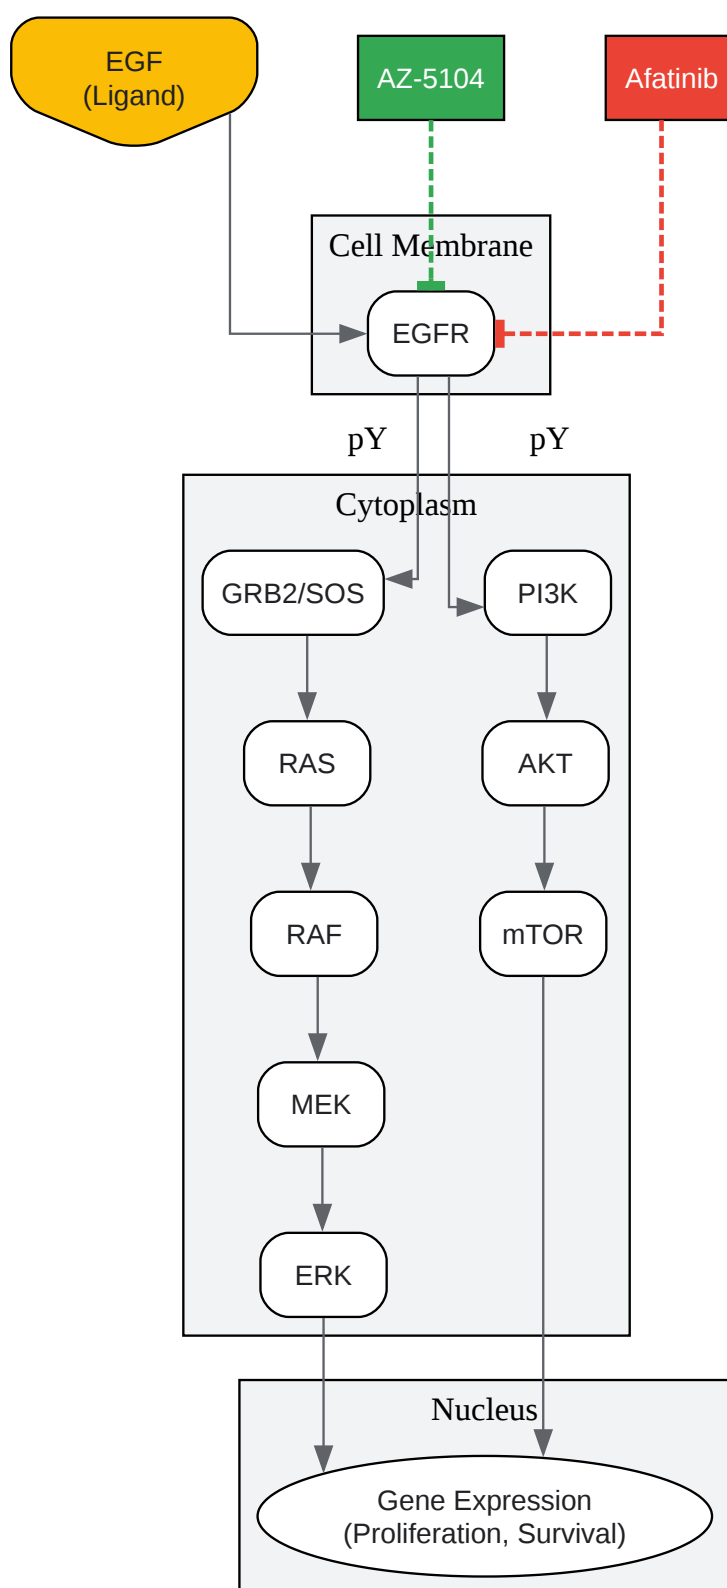 EGF
(Ligand)
AZ-5104
Afatinib
Cell Membrane
EGFR
pY
pY
Cytoplasm
GRB2/SOS
PI3K
RAS
AKT
RAF
mTOR
MEK
ERK
Nucleus
Gene Expression
(Proliferation, Survival)